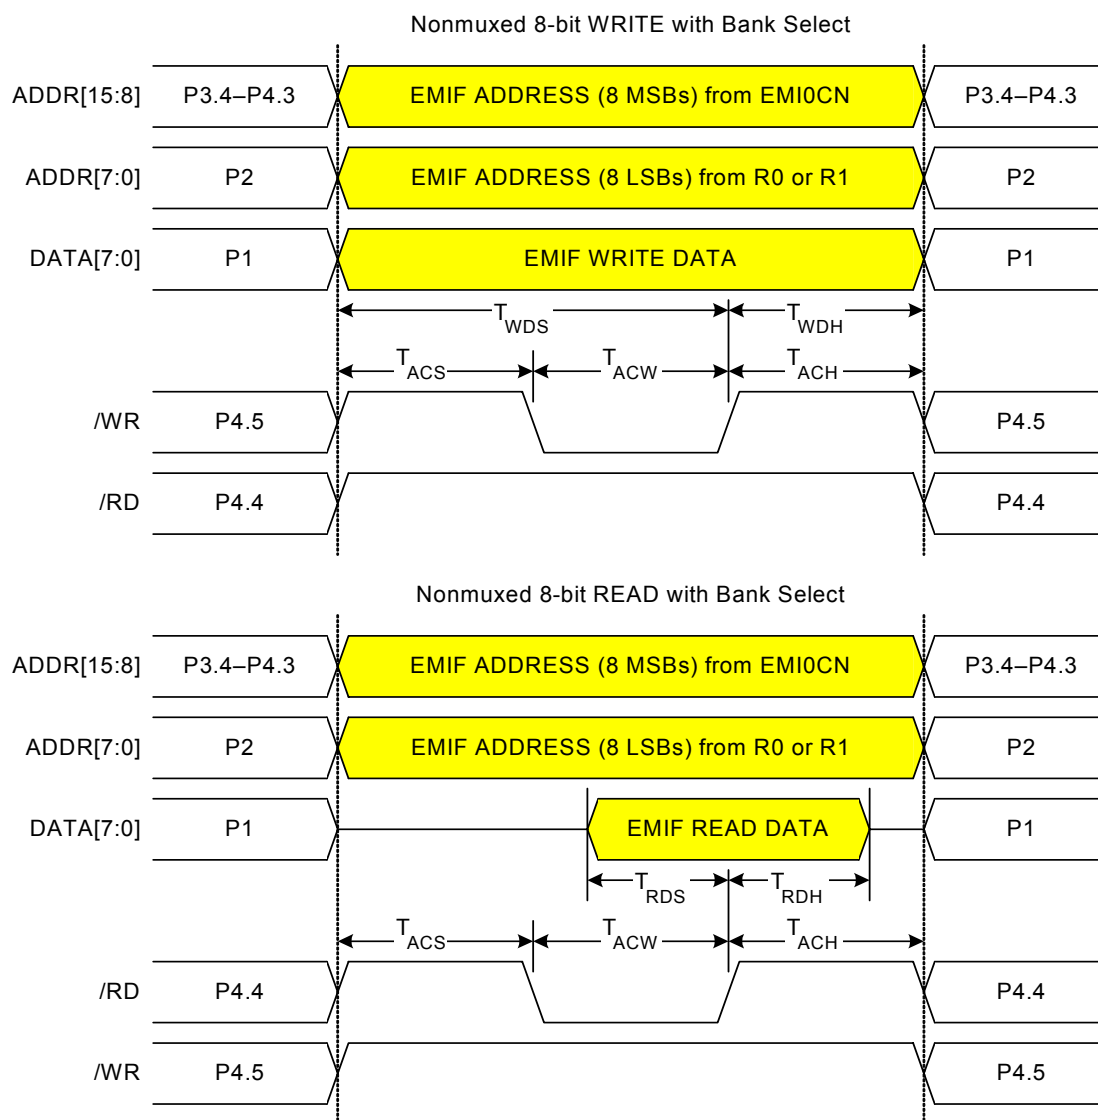 Nonmuxed 8-bit WRITE with Bank Select
ADDR[15:8] P3.4–P4.3 EMIF ADDRESS (8 MSBs) from EMI0CN P3.4–P4.3
ADDR[7:0] P2 EMIF ADDRESS (8 LSBs) from R0 or R1 P2
DATA[7:0] P1 EMIF WRITE DATA P1
TWDS TWDH
TACS TACW TACH
/WR P4.5 P4.5
/RD P4.4 P4.4
Nonmuxed 8-bit READ with Bank Select
ADDR[15:8] P3.4–P4.3 EMIF ADDRESS (8 MSBs) from EMI0CN P3.4–P4.3
ADDR[7:0] P2 EMIF ADDRESS (8 LSBs) from R0 or R1 P2
DATA[7:0] P1 EMIF READ DATA P1
TRDS TRDH
TACS TACW TACH
/RD P4.4 P4.4
/WR P4.5 P4.5